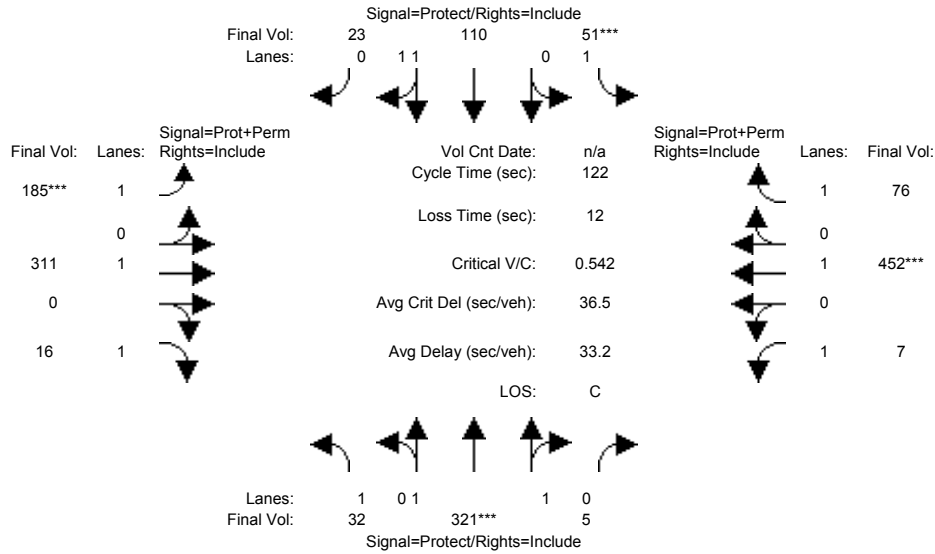 Signal=Protect/Rights=Include
Final Vol: 23 110 51***
Lanes: 0 1 1 0 1
Signal=Prot+Perm
Final Vol: Lanes: Rights=Include
Vol Cnt Date: n/a
Signal=Prot+Perm
Rights=Include Lanes: Final Vol:
Cycle Time (sec): 122
185*** 1
1 76
Loss Time (sec): 12
0
0
311 1
Critical V/C: 0.542
1 452***
0 0
Avg Crit Del (sec/veh): 36.5
0
16 1
Avg Delay (sec/veh): 33.2
1 7
LOS: C
Lanes: 1 0 1 1 0
Final Vol: 32 321*** 5
Signal=Protect/Rights=Include